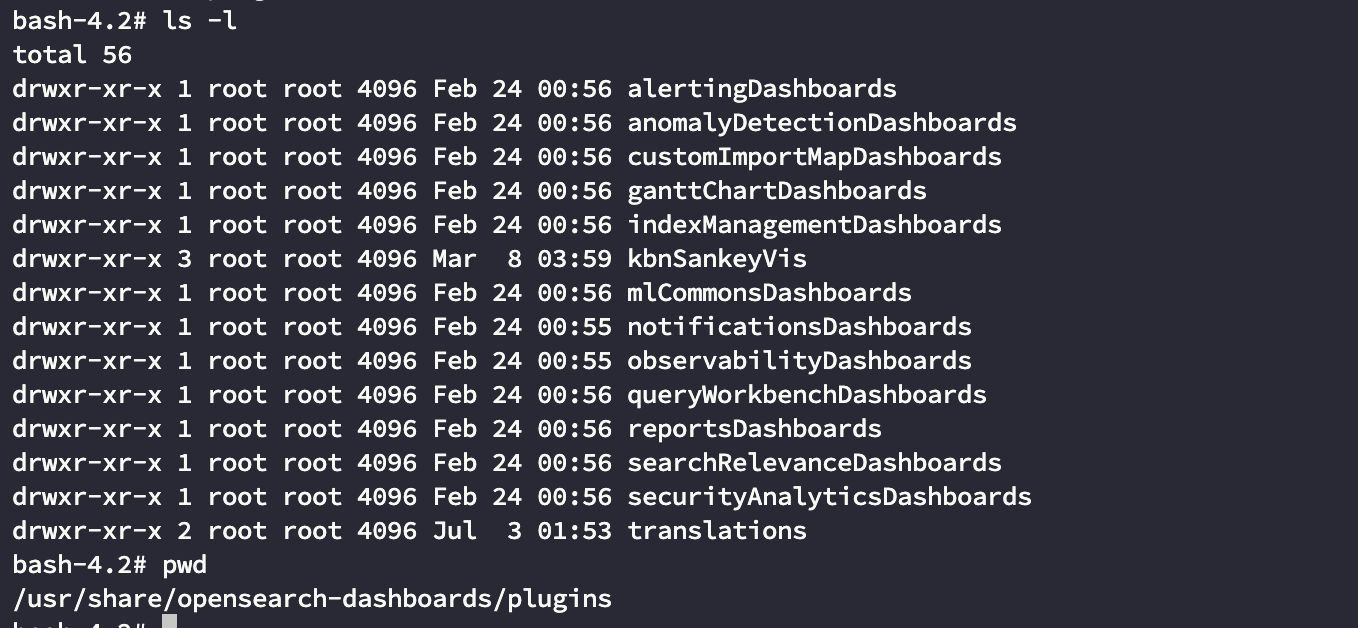 bash-4.2# ls -l
total 56
drwxr-xr-x 1 root root 4096 Feb 24 00:56 alertingDashboards
drwxr-xr-x 1 root root 4096 Feb 24 00:56 anomalyDetectionDashboards
drwxr-xr-x 1 root root 4096 Feb 24 00:56 customImportMapDashboards
drwxr-xr-x 1 root root 4096 Feb 24 00:56 ganttChartDashboards
drwxr-xr-x 1 root root 4096 Feb 24 00:56 indexManagementDashboards
drwxr-xr-x 3 root root 4096 Mar  8 03:59 kbnSankeyVis
drwxr-xr-x 1 root root 4096 Feb 24 00:56 mlCommonsDashboards
drwxr-xr-x 1 root root 4096 Feb 24 00:55 notificationsDashboards
drwxr-xr-x 1 root root 4096 Feb 24 00:55 observabilityDashboards
drwxr-xr-x 1 root root 4096 Feb 24 00:56 queryWorkbenchDashboards
drwxr-xr-x 1 root root 4096 Feb 24 00:56 reportsDashboards
drwxr-xr-x 1 root root 4096 Feb 24 00:56 searchRelevanceDashboards
drwxr-xr-x 1 root root 4096 Feb 24 00:56 securityAnalyticsDashboards
drwxr-xr-x 2 root root 4096 Jul  3 01:53 translations
bash-4.2# pwd
/usr/share/opensearch-dashboards/plugins
bash-4.2#